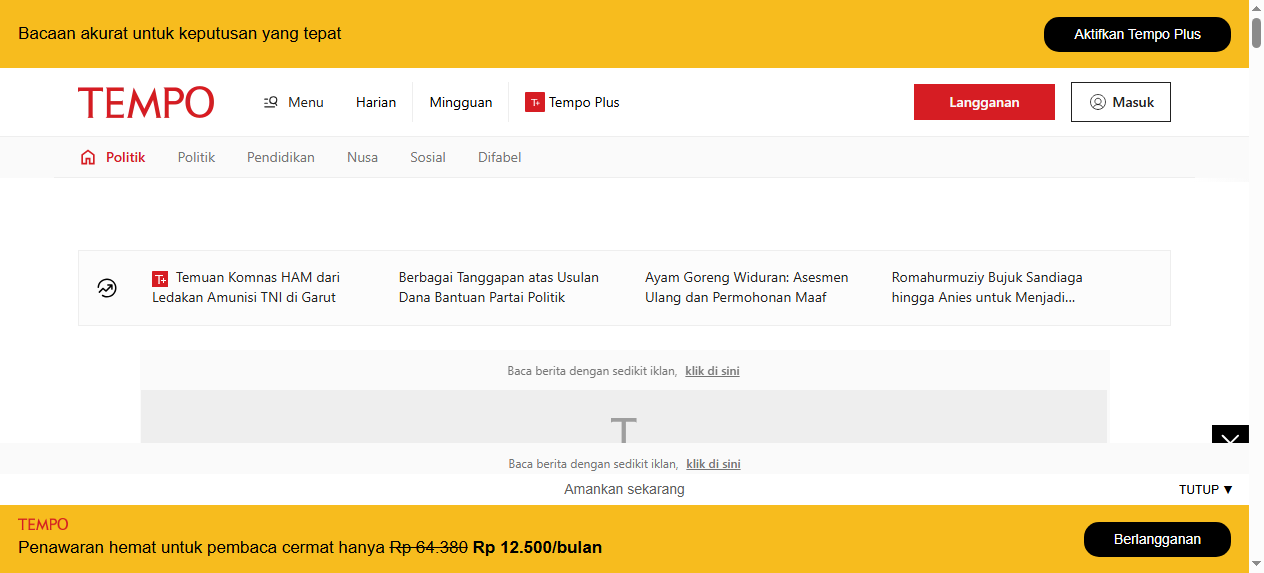 Bacaan akurat untuk keputusan yang tepat
Aktifkan Tempo Plus
TEMPO
Menu
Harian
Mingguan
T+ Tempo Plus
Langganan
Masuk
Politik
Politik
Pendidikan
Nusa
Sosial
Difabel
T+ Temuan Komnas HAM dari
Ledakan Amunisi TNI di Garut
Berbagai Tanggapan atas Usulan
Dana Bantuan Partai Politik
Ayam Goreng Widuran: Asesmen
Ulang dan Permohonan Maaf
Romahurmuziy Bujuk Sandiaga
hingga Anies untuk Menjadi...
Baca berita dengan sedikit iklan, klik di sini
T
Baca berita dengan sedikit iklan, klik di sini
Amankan sekarang
TUTUP ▼
TEMPO
Penawaran hemat untuk pembaca cermat hanya Rp 64.380 Rp 12.500/bulan
Berlangganan